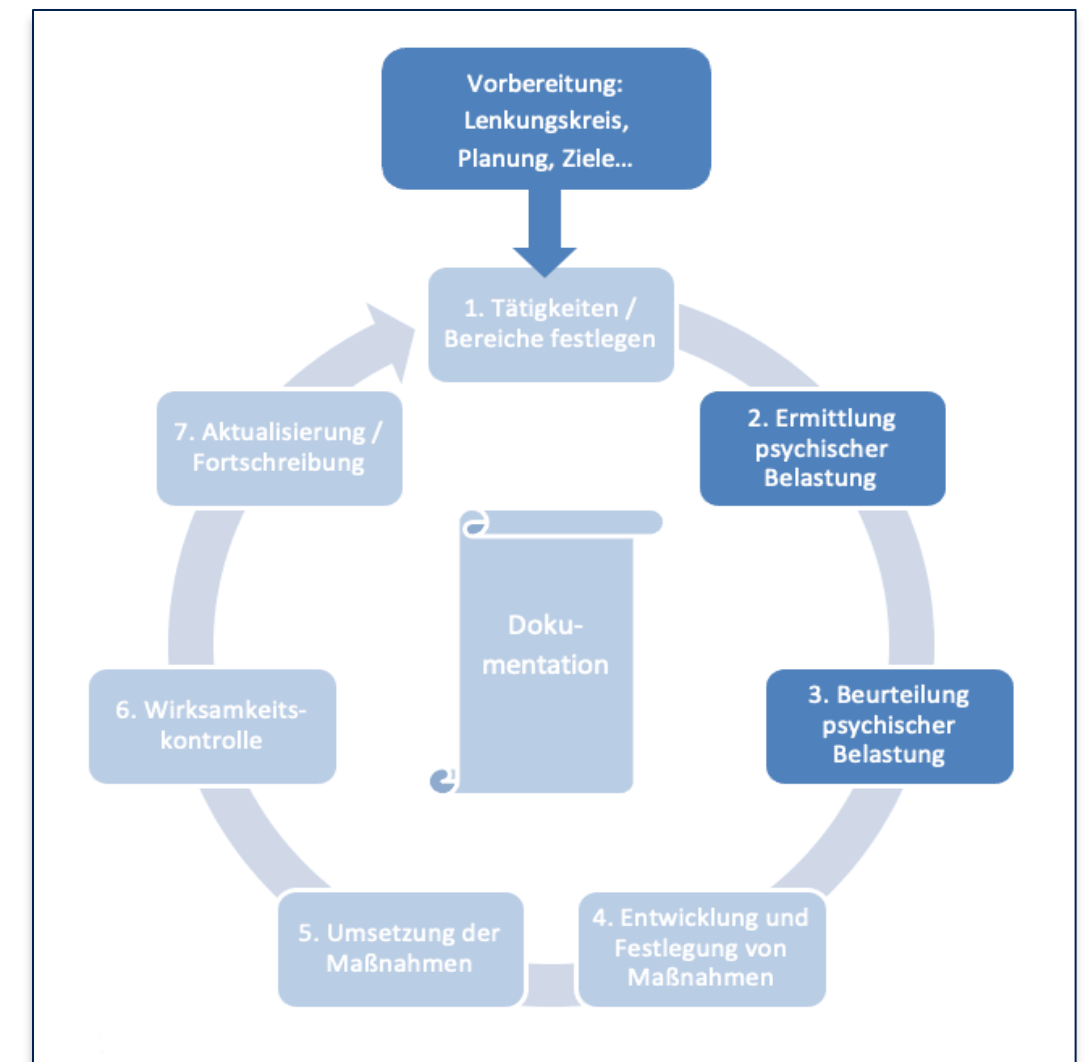 Vorbereitung:
Lenkungskreis,
Planung, Ziele...
1. Tätigkeiten /
Bereiche festlegen
2. Ermittlung
psychischer
Belastung
3. Beurteilung
psychischer
Belastung
4. Entwicklung und
Festlegung von
Maßnahmen
5. Umsetzung der
Maßnahmen
6. Wirksamkeits-
kontrolle
7. Aktualisierung /
Fortschreibung
Doku-
mentation